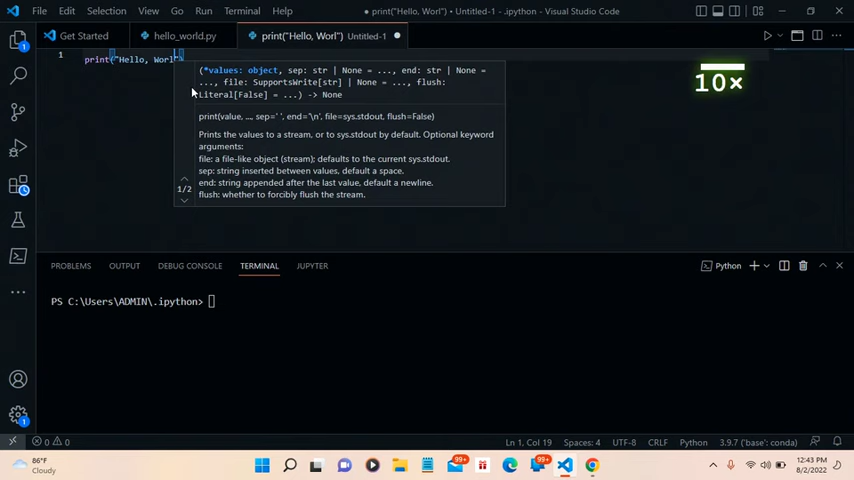 File Edit Selection View Go Run Terminal Help
● print("Hello, Worl") • Untitled-1 - .ipython - Visual Studio Code
Get Started
hello_world.py
print("Hello, Worl") Untitled-1
10×
1 print("Hello, Worl")
(*values: object, sep: str | None = ..., end: str | None =
..., file: SupportsWrite[str] | None = ..., flush:
Literal[False] = ...) -> None
print(value, ..., sep=' ', end='\n', file=sys.stdout, flush=False)
Prints the values to a stream, or to sys.stdout by default. Optional keyword
arguments:
file: a file-like object (stream); defaults to the current sys.stdout.
sep: string inserted between values, default a space.
end: string appended after the last value, default a newline.
flush: whether to forcibly flush the stream.
1/2
1
PROBLEMS OUTPUT DEBUG CONSOLE TERMINAL JUPYTER
Python
PS C:\Users\ADMIN\.ipython>
1
0 0
Ln 1, Col 19 Spaces: 4 UTF-8 CRLF Python 3.9.7 ('base': conda)
86°F
Cloudy
99+
99+
12:43 PM
8/2/2022